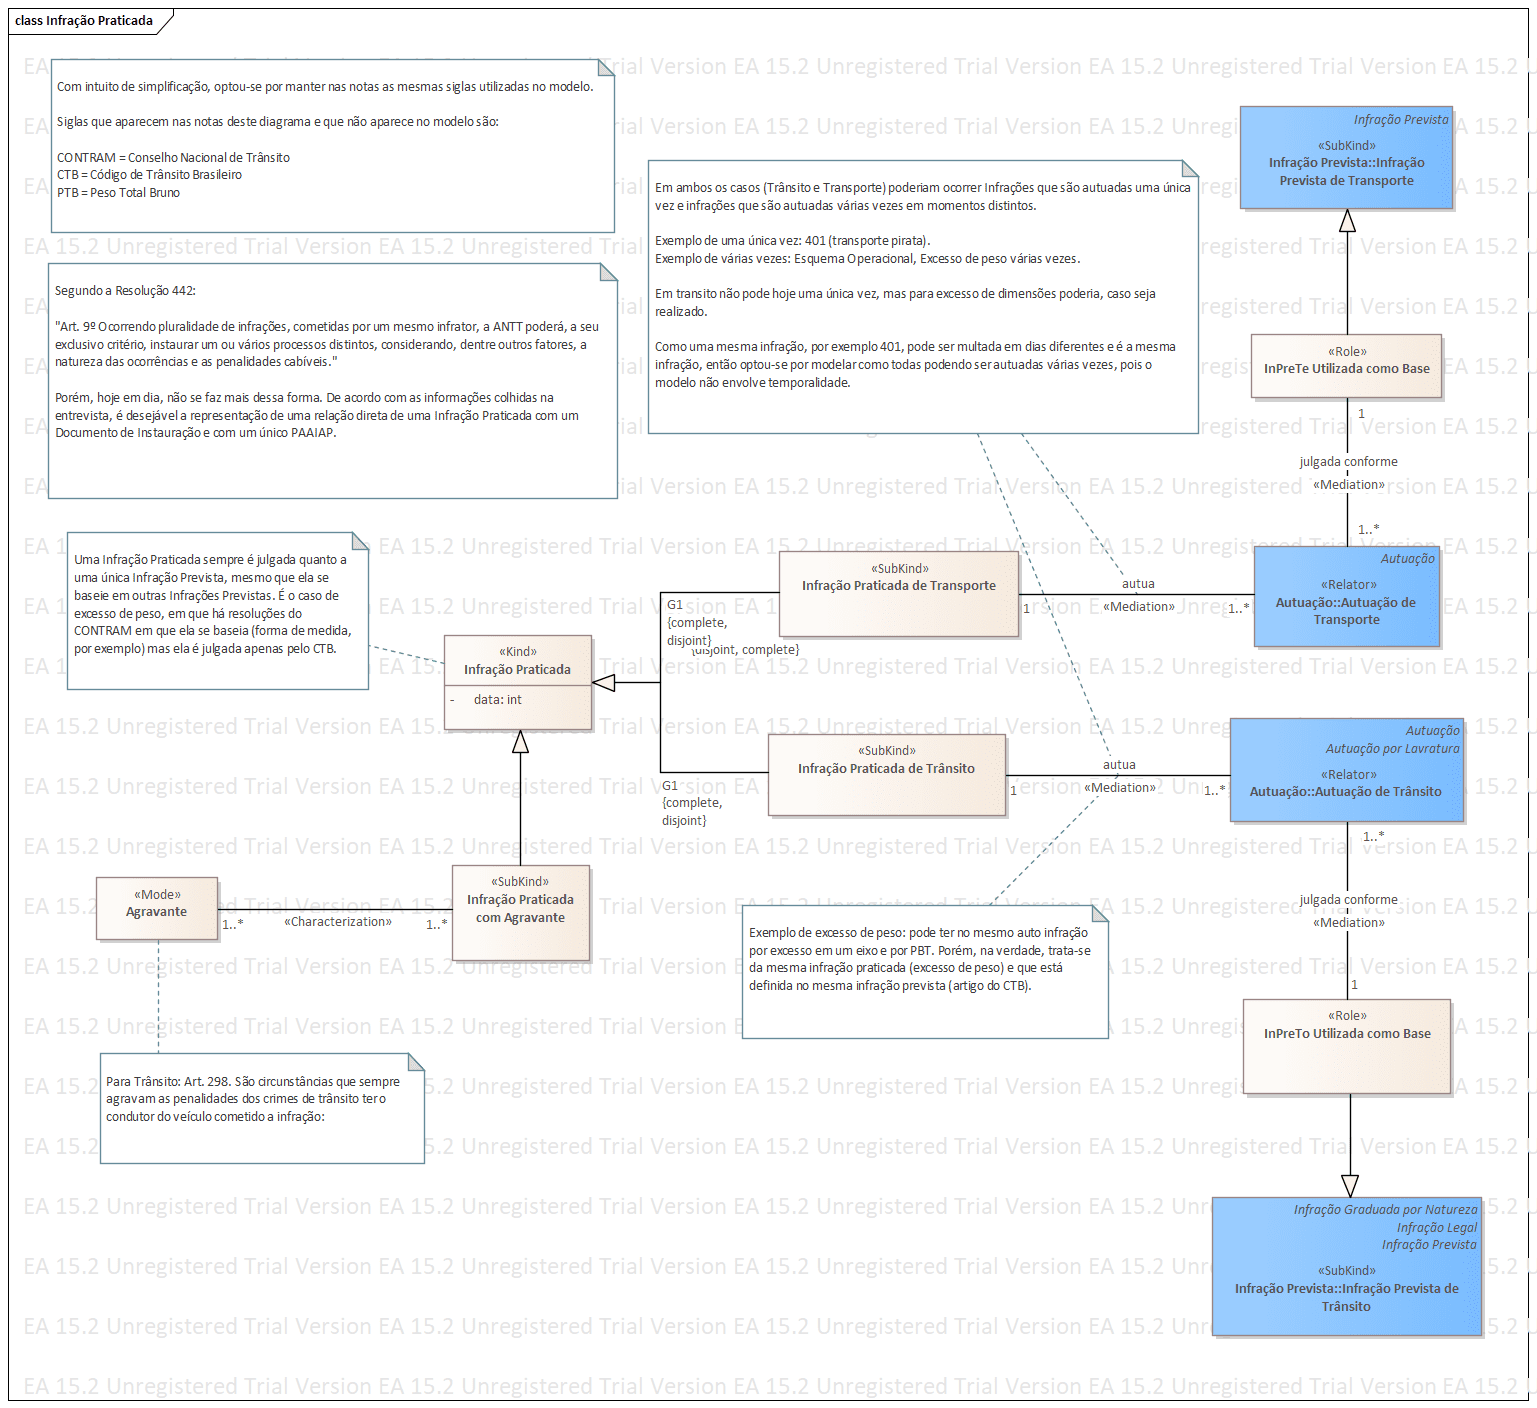 class Infração Praticada
Com intuito de simplificação, optou-se por manter nas notas as mesmas siglas utilizadas no modelo.
Siglas que aparecem nas notas deste diagrama e que não aparece no modelo são:
CONTRAM = Conselho Nacional de Trânsito
CTB = Código de Trânsito Brasileiro
PTB = Peso Total Bruno
Segundo a Resolução 442:
"Art. 9º Ocorrendo pluralidade de infrações, cometidas por um mesmo infrator, a ANTT poderá, a seu
exclusivo critério, instaurar um ou vários processos distintos, considerando, dentre outros fatores, a
natureza das ocorrências e as penalidades cabíveis."
Porém, hoje em dia, não se faz mais dessa forma. De acordo com as informações colhidas na
entrevista, é desejável a representação de uma relação direta de uma Infração Praticada com um
Documento de Instauração e com um único PAAIAP.
Em ambos os casos (Trânsito e Transporte) poderiam ocorrer Infrações que são autuadas uma única
vez e infrações que são autuadas várias vezes em momentos distintos.
Exemplo de uma única vez: 401 (transporte pirata).
Exemplo de várias vezes: Esquema Operacional, Excesso de peso várias vezes.
Em transito não pode hoje uma única vez, mas para excesso de dimensões poderia, caso seja
realizado.
Como uma mesma infração, por exemplo 401, pode ser multada em dias diferentes e é a mesma
infração, então optou-se por modelar como todas podendo ser autuadas várias vezes, pois o
modelo não envolve temporalidade.
Infração Prevista
«SubKind»
Infração Prevista::Infração
Prevista de Transporte
«Role»
InPreTe Utilizada como Base
1
julgada conforme
«Mediation»
1..*
Autuação
«Relator»
Autuação::Autuação de
Transporte
Uma Infração Praticada sempre é julgada quanto a
uma única Infração Prevista, mesmo que ela se
baseie em outras Infrações Previstas. É o caso de
excesso de peso, em que há resoluções do
CONTRAM em que ela se baseia (forma de medida,
por exemplo) mas ela é julgada apenas pelo CTB.
«Kind»
Infração Praticada
- data: int
G1
{complete,
disjoint}
{disjoint, complete}
«SubKind»
Infração Praticada de Transporte
1
autua
«Mediation»
1..*
«SubKind»
Infração Praticada de Trânsito
G1
{complete,
disjoint}
1
autua
«Mediation»
1..*
Autuação
Autuação por Lavratura
«Relator»
Autuação::Autuação de Trânsito
1..*
julgada conforme
«Mediation»
1
«Role»
InPreTo Utilizada como Base
«Mode»
Agravante
1..*
«Characterization»
1..*
«SubKind»
Infração Praticada
com Agravante
Exemplo de excesso de peso: pode ter no mesmo auto infração
por excesso em um eixo e por PBT. Porém, na verdade, trata-se
da mesma infração praticada (excesso de peso) e que está
definida no mesma infração prevista (artigo do CTB).
Para Trânsito: Art. 298. São circunstâncias que sempre
agravam as penalidades dos crimes de trânsito ter o
condutor do veículo cometido a infração:
Infração Graduada por Natureza
Infração Legal
Infração Prevista
«SubKind»
Infração Prevista::Infração Prevista de
Trânsito
EA 15.2 Unregistered Trial Version